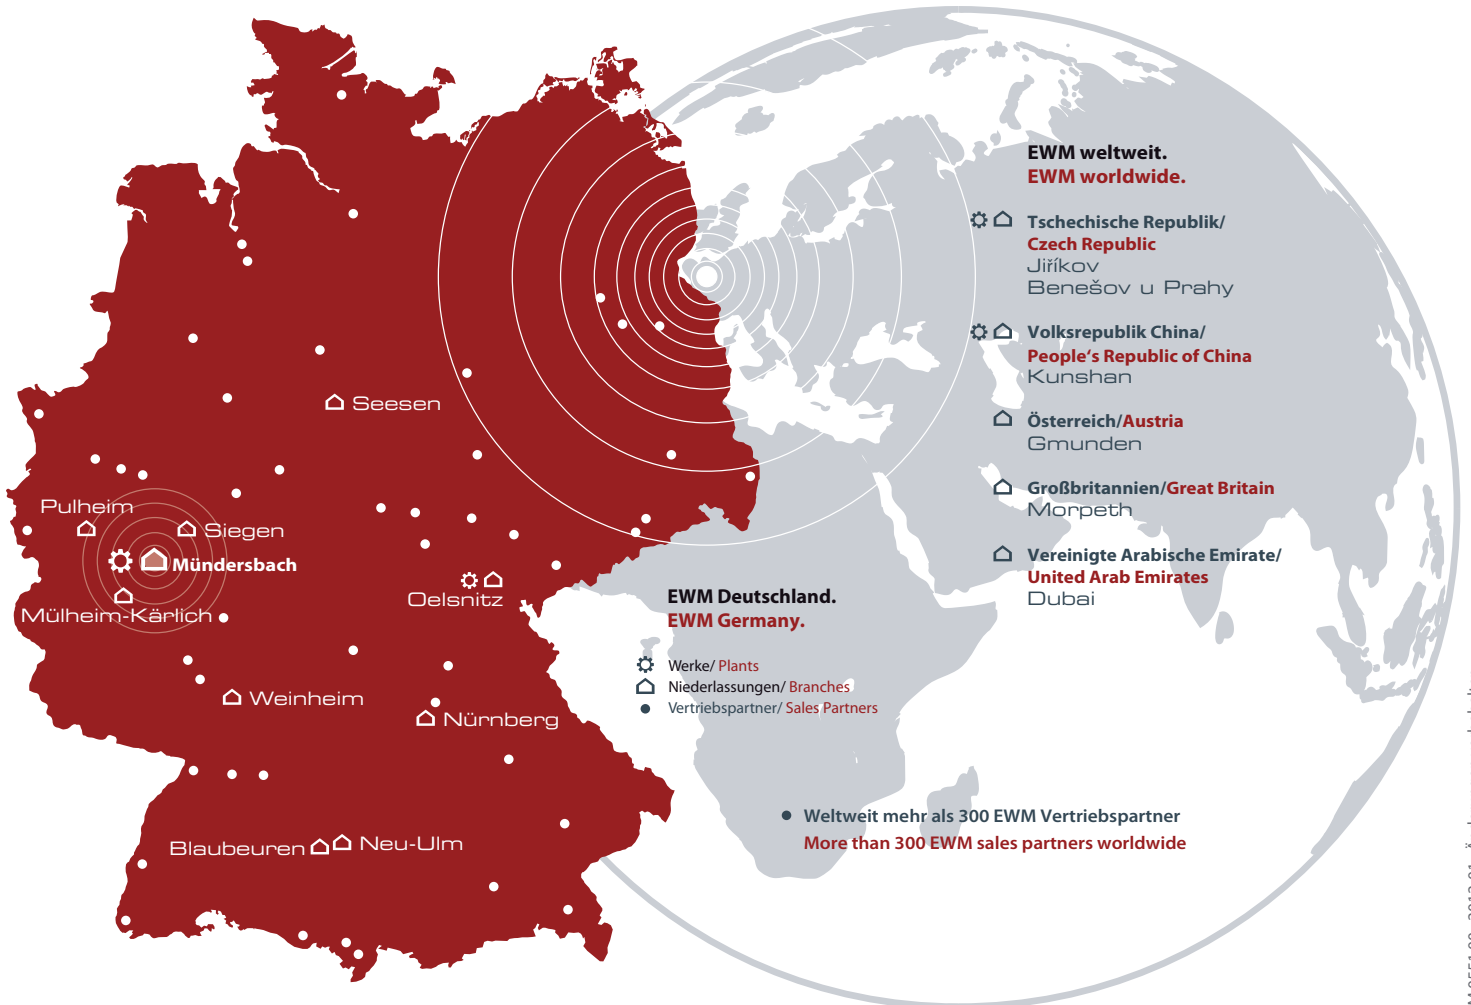 EWM weltweit.
EWM worldwide.
Tschechische Republik/
Czech Republic
Jiříkov
Benešov u Prahy
Volksrepublik China/
People‘s Republic of China
Kunshan
Österreich/Austria
Gmunden
Großbritannien/Great Britain
Morpeth
Vereinigte Arabische Emirate/
United Arab Emirates
Dubai
Seesen
Pulheim
Siegen
Mündersbach
Mülheim-Kärlich
Oelsnitz
Weinheim
Nürnberg
Blaubeuren
Neu-Ulm
EWM Deutschland.
EWM Germany.
Werke/ Plants
Niederlassungen/ Branches
Vertriebspartner/ Sales Partners
Weltweit mehr als 300 EWM Vertriebspartner
More than 300 EWM sales partners worldwide